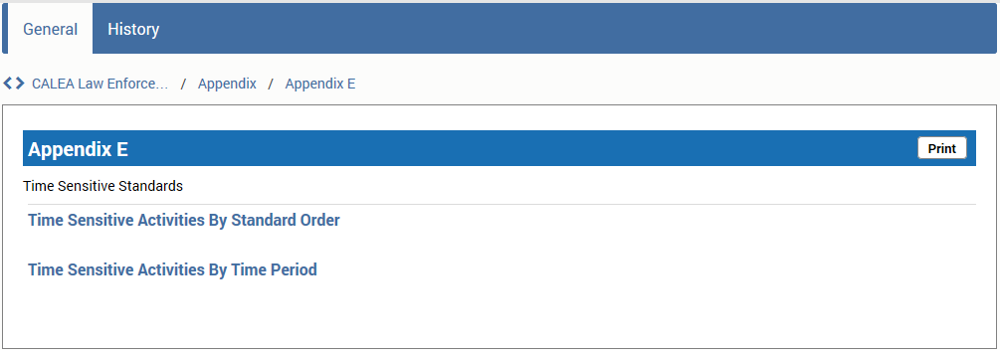 General History
CALEA Law Enforce... / Appendix / Appendix E
Appendix E Print
Time Sensitive Standards
Time Sensitive Activities By Standard Order
Time Sensitive Activities By Time Period